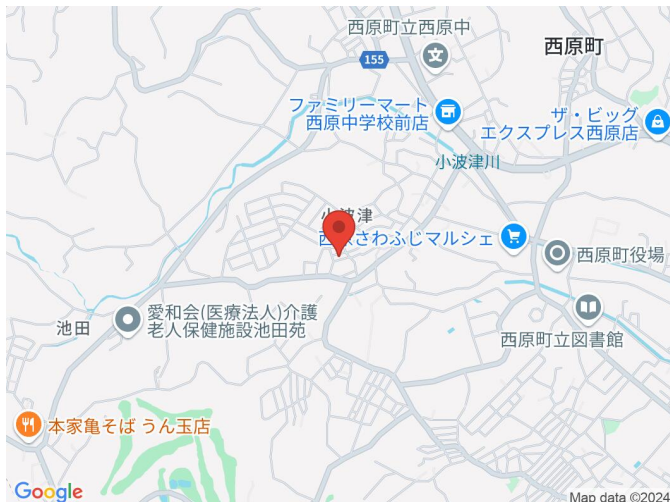 西原町立西原中
155
西原町
ファミリーマート
西原中学校前店
ザ・ビッグ
エクスプレス西原店
小波津川
小波津
さわふじマルシェ
西原町役場
愛和会(医療法人)介護
老人保健施設池田苑
池田
西原町立図書館
本家亀そば うん玉店
Google
Map data ©2024